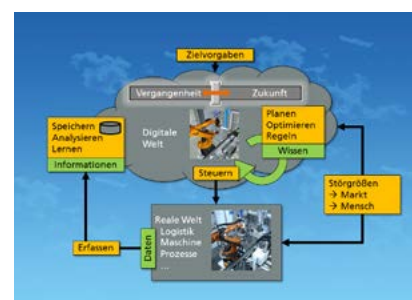 Zielvorgaben
Vergangenheit
Zukunft
Speichern
Analysieren
Lernen
Informationen
Digitale
Welt
Planen
Optimieren
Regeln
Wissen
Steuern
Störgrößen
→ Markt
→ Mensch
Reale Welt
Logistik
Maschine
Prozesse
...
Daten
Erfassen